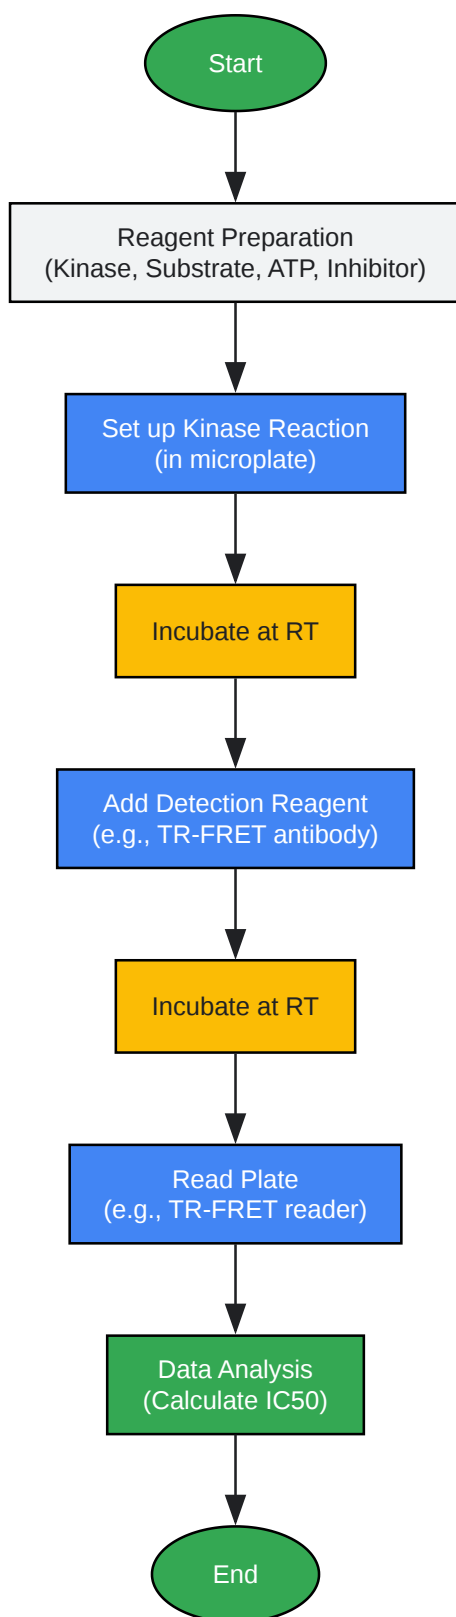 Start
Reagent Preparation
(Kinase, Substrate, ATP, Inhibitor)
Set up Kinase Reaction
(in microplate)
Incubate at RT
Add Detection Reagent
(e.g., TR-FRET antibody)
Incubate at RT
Read Plate
(e.g., TR-FRET reader)
Data Analysis
(Calculate IC50)
End